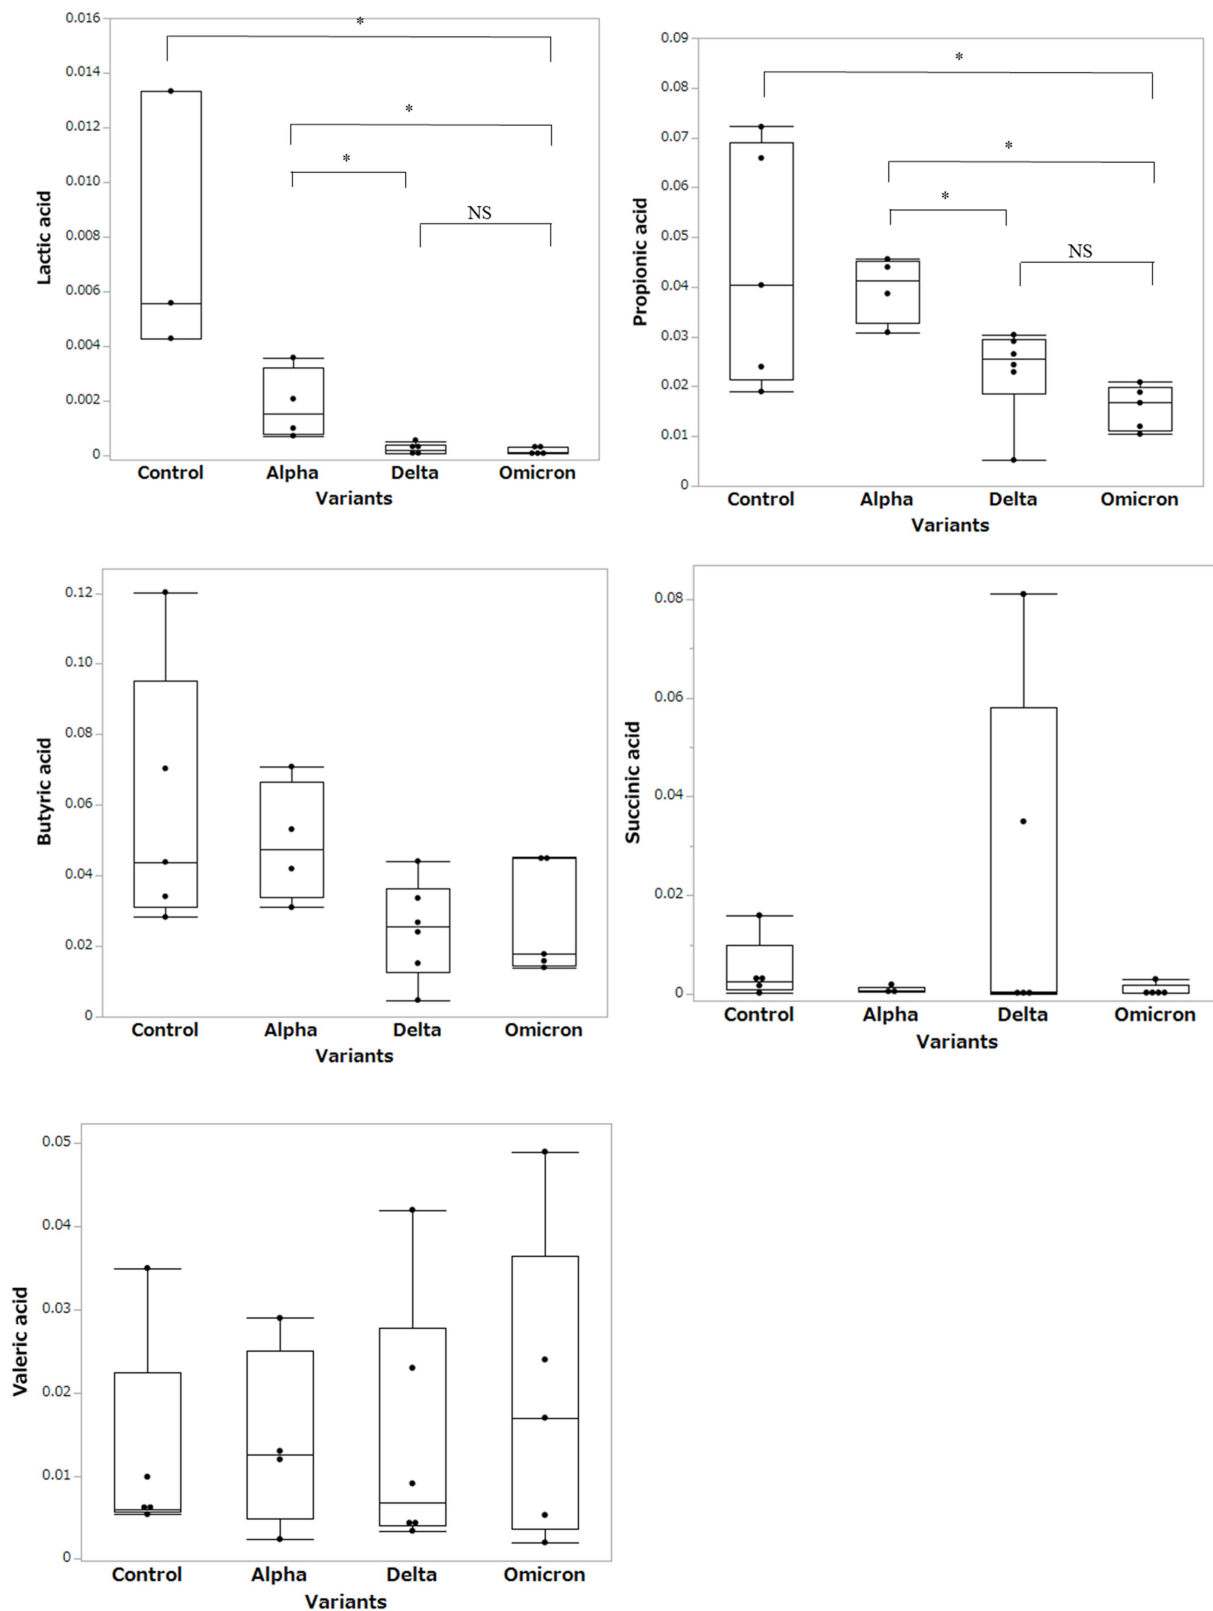 Lactic acid
0.016
0.014
0.012
0.010
0.008
0.006
0.004
0.002
0
*
*
*
NS
Control Alpha Delta Omicron
Variants
Propionic acid
0.09
0.08
0.07
0.06
0.05
0.04
0.03
0.02
0.01
0
*
*
*
NS
Control Alpha Delta Omicron
Variants
Butyric acid
0.12
0.10
0.08
0.06
0.04
0.02
0
Control Alpha Delta Omicron
Variants
Succinic acid
0.08
0.06
0.04
0.02
0
Control Alpha Delta Omicron
Variants
Valeric acid
0.05
0.04
0.03
0.02
0.01
0
Control Alpha Delta Omicron
Variants